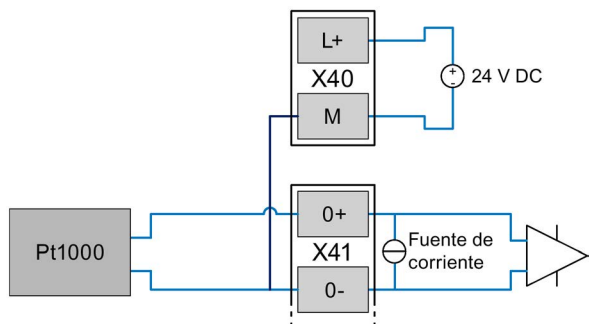 L+
X40
M
+
-
24 V DC
Pt1000
0+
X41
0-
Fuente de
corriente